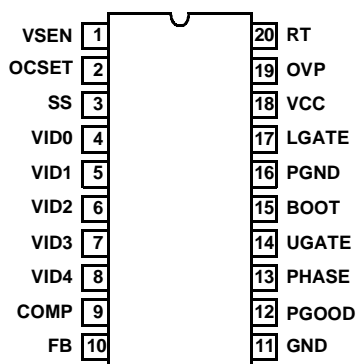 VSEN 1 20 RT
OCSET 2 19 OVP
SS 3 18 VCC
VID0 4 17 LGATE
VID1 5 16 PGND
VID2 6 15 BOOT
VID3 7 14 UGATE
VID4 8 13 PHASE
COMP 9 12 PGOOD
FB 10 11 GND